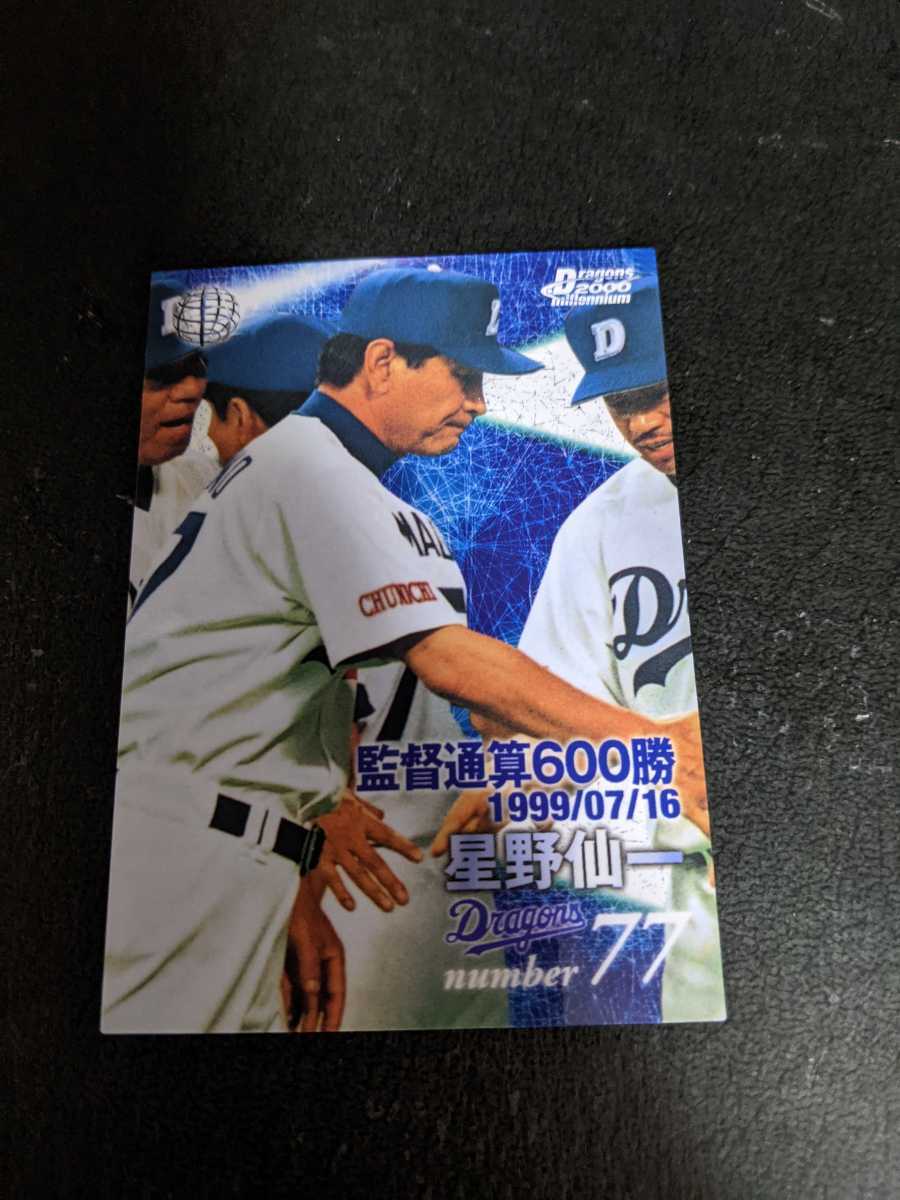 Dragons
2000
millennium
D
CHUNICHI
監督通算600勝
1999/07/16
星野仙一
Dragons
number 77